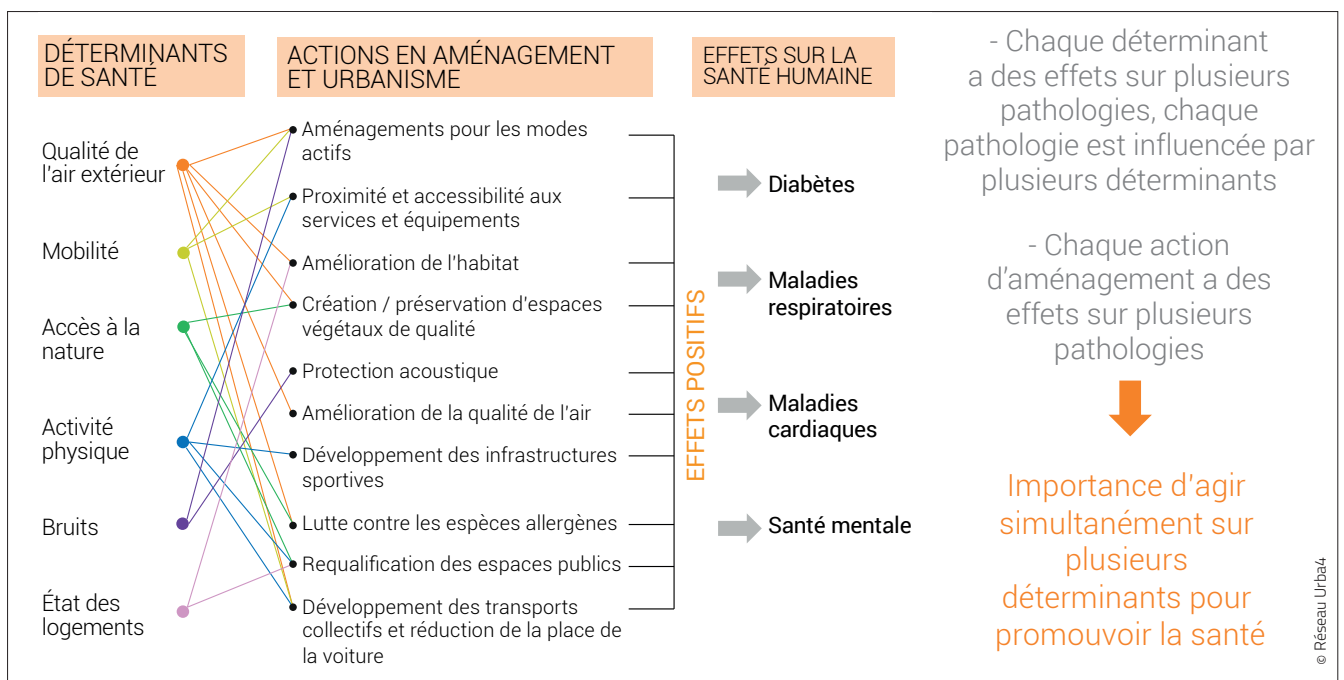 DÉTERMINANTS
DE SANTÉ
ACTIONS EN AMÉNAGEMENT
ET URBANISME
EFFETS SUR LA
SANTÉ HUMAINE
Qualité de
l'air extérieur
Mobilité
Accès à la
nature
Activité
physique
Bruits
État des
logements
Aménagements pour les modes
actifs
Proximité et accessibilité aux
services et équipements
Amélioration de l'habitat
Création / préservation d'espaces
végétaux de qualité
Protection acoustique
Amélioration de la qualité de l'air
Développement des infrastructures
sportives
Lutte contre les espèces allergènes
Requalification des espaces publics
Développement des transports
collectifs et réduction de la place de
la voiture
EFFETS POSITIFS
Diabètes
Maladies
respiratoires
Maladies
cardiaques
Santé mentale
- Chaque déterminant
a des effets sur plusieurs
pathologies, chaque
pathologie est influencée par
plusieurs déterminants
- Chaque action
d'aménagement a des
effets sur plusieurs
pathologies
Importance d'agir
simultanément sur
plusieurs
déterminants pour
promouvoir la santé
© Réseau Urba4